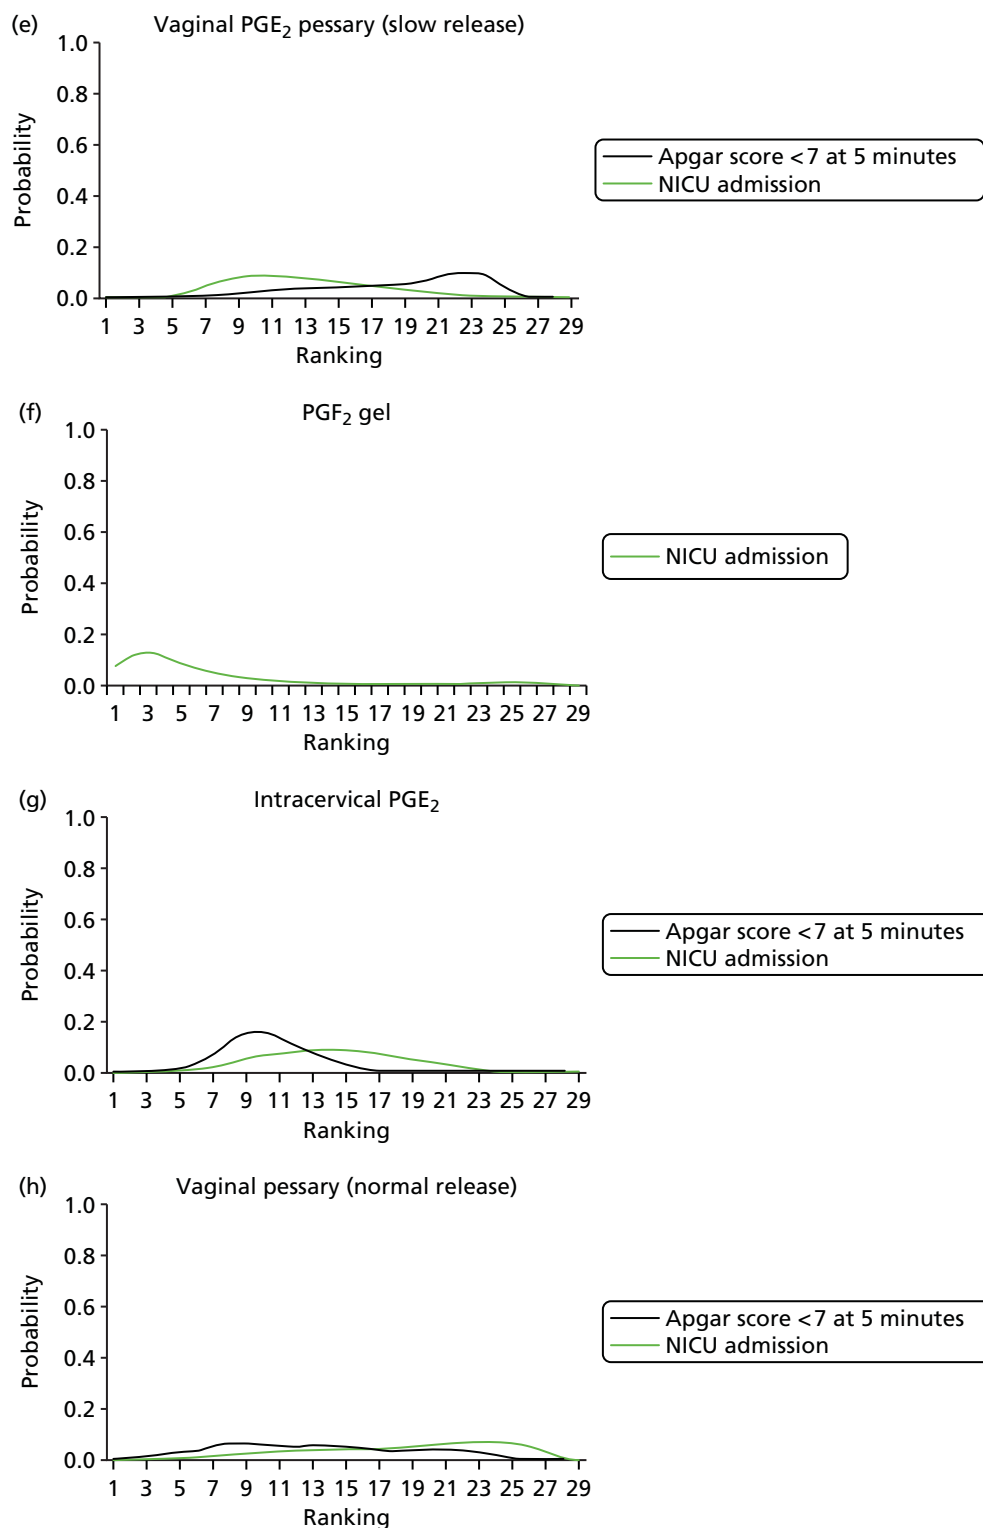 (e) Vaginal PGE2 pessary (slow release)
1.0
0.8
0.6
0.4
0.2
0.0
Probability
1 3 5 7 9 11 13 15 17 19 21 23 25 27 29
Ranking
Apgar score <7 at 5 minutes
NICU admission
(f) PGF2 gel
1.0
0.8
0.6
0.4
0.2
0.0
Probability
1 3 5 7 9 11 13 15 17 19 21 23 25 27 29
Ranking
NICU admission
(g) Intracervical PGE2
1.0
0.8
0.6
0.4
0.2
0.0
Probability
1 3 5 7 9 11 13 15 17 19 21 23 25 27 29
Ranking
Apgar score <7 at 5 minutes
NICU admission
(h) Vaginal pessary (normal release)
1.0
0.8
0.6
0.4
0.2
0.0
Probability
1 3 5 7 9 11 13 15 17 19 21 23 25 27 29
Ranking
Apgar score <7 at 5 minutes
NICU admission